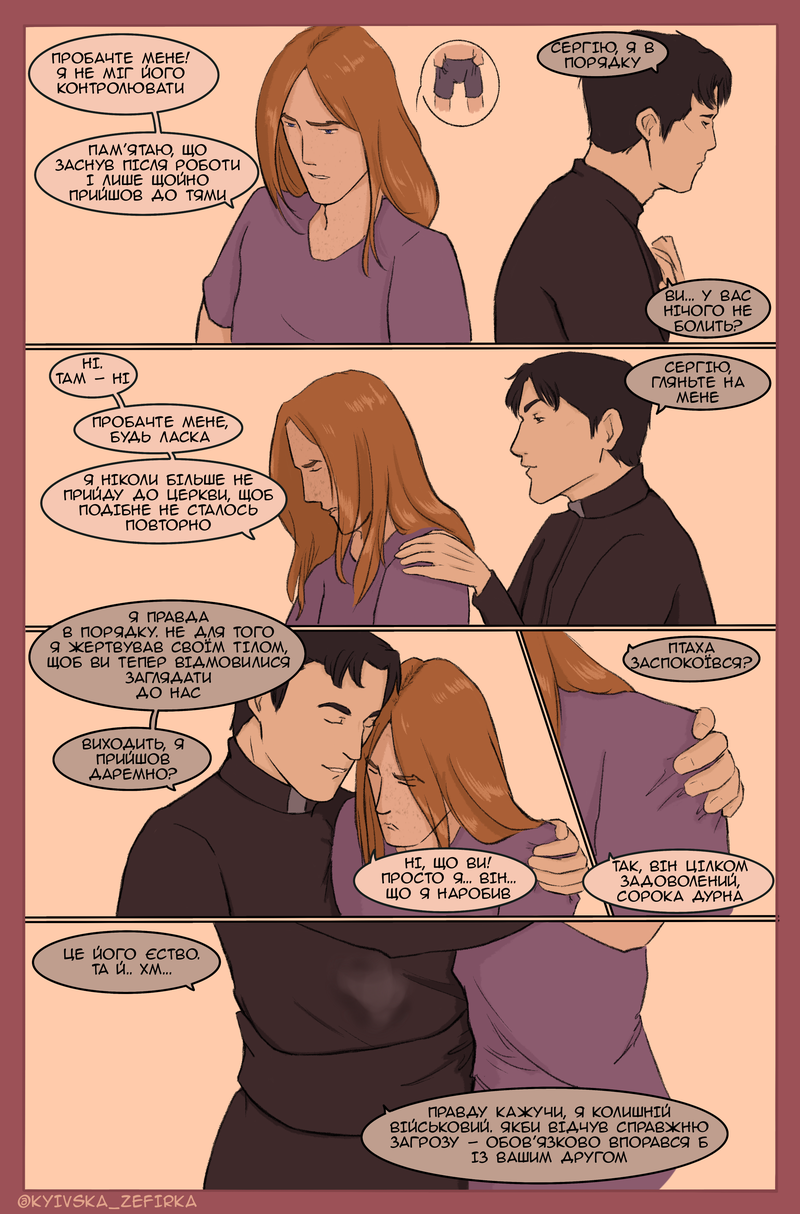 ПРОБАЧТЕ МЕНЕ!
Я НЕ МІГ ЙОГО
КОНТРОЛЮВАТИ
ПАМ'ЯТАЮ, ЩО
ЗАСНУВ ПІСЛЯ РОБОТИ
І ЛИШЕ ЩОЙНО
ПРИЙШОВ ДО ТЯМИ
СЕРГІЮ, Я В
ПОРЯДКУ
ВИ... У ВАС
НІЧОГО НЕ
БОЛИТЬ?
НІ.
ТАМ – НІ
ПРОБАЧТЕ МЕНЕ,
БУДЬ ЛАСКА
Я НІКОЛИ БІЛЬШЕ НЕ
ПРИЙДУ ДО ЦЕРКВИ, ЩОБ
ПОДІБНЕ НЕ СТАЛОСЬ
ПОВТОРНО
СЕРГІЮ,
ГЛЯНЬТЕ НА
МЕНЕ
Я ПРАВДА
В ПОРЯДКУ. НЕ ДЛЯ ТОГО
Я ЖЕРТВУВАВ СВОЇМ ТІЛОМ,
ЩОБ ВИ ТЕПЕР ВІДМОВИЛИСЯ
ЗАГЛЯДАТИ
ДО НАС
ВИХОДИТЬ, Я
ПРИЙШОВ
ДАРЕМНО?
НІ, ЩО ВИ!
ПРОСТО Я... ВІН...
ЩО Я НАРОБИВ
ПТАХА
ЗАСПОКОЇВСЯ?
ТАК, ВІН ЦІЛКОМ
ЗАДОВОЛЕНИЙ,
СОРОКА ДУРНА
ЦЕ ЙОГО ЄСТВО.
ТА Й.. ХМ...
ПРАВДУ КАЖУЧИ, Я КОЛИШНІЙ
ВІЙСЬКОВИЙ. ЯКБИ ВІДЧУВ СПРАВЖНЮ
ЗАГРОЗУ – ОБОВ'ЯЗКОВО ВПОРАВСЯ Б
ІЗ ВАШИМ ДРУГОМ
@KYIVSKA_ZEFIRKA